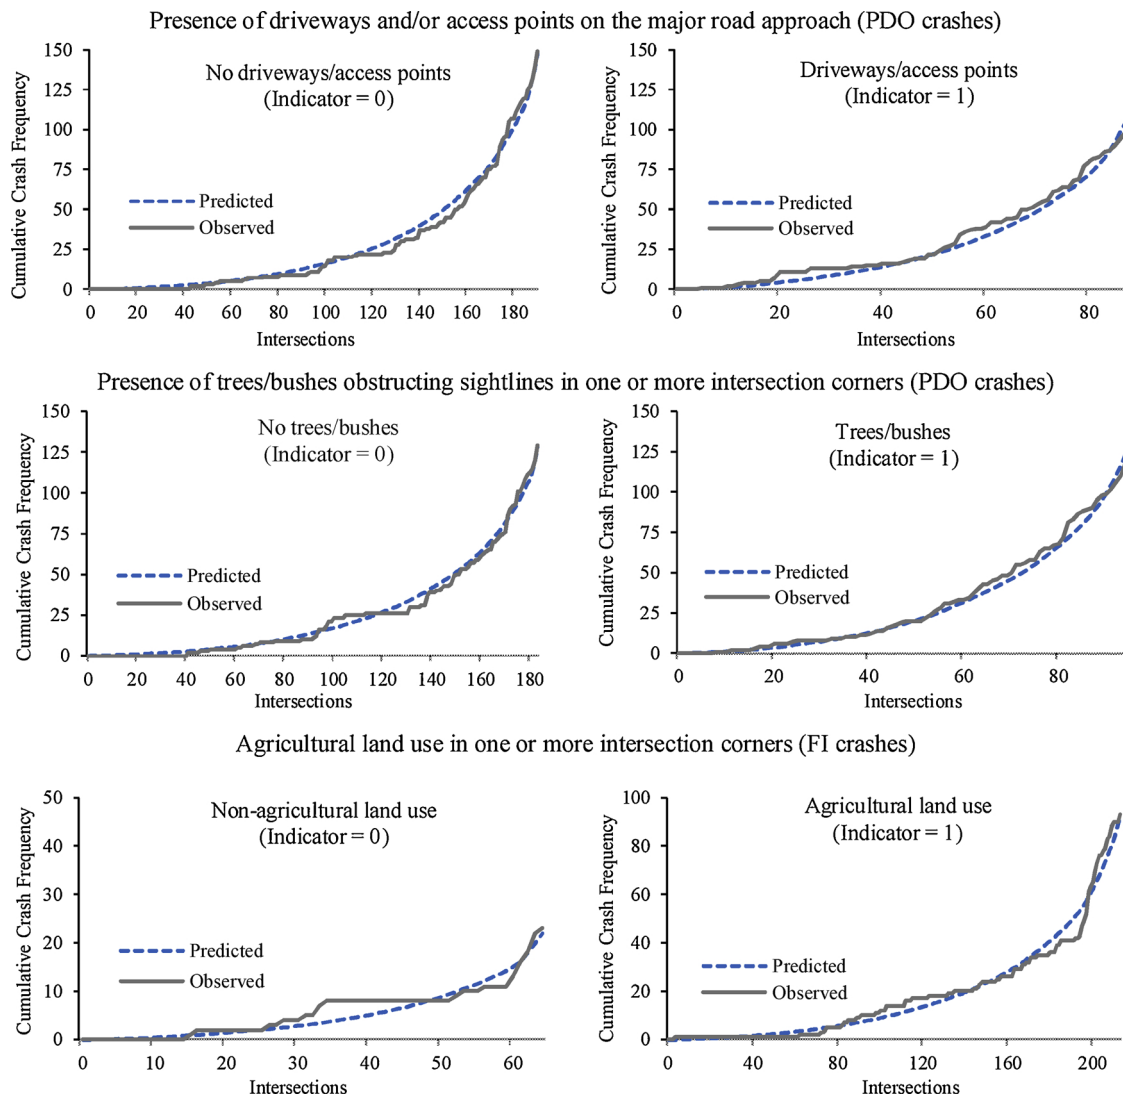 Presence of driveways and/or access points on the major road approach (PDO crashes)
Cumulative Crash Frequency
150
125
100
75
50
25
0
No driveways/access points
(Indicator = 0)
Predicted
Observed
0 20 40 60 80 100 120 140 160 180
Intersections
Cumulative Crash Frequency
150
125
100
75
50
25
0
Driveways/access points
(Indicator = 1)
Predicted
Observed
0 20 40 60 80
Intersections
Presence of trees/bushes obstructing sightlines in one or more intersection corners (PDO crashes)
Cumulative Crash Frequency
150
125
100
75
50
25
0
No trees/bushes
(Indicator = 0)
Predicted
Observed
0 20 40 60 80 100 120 140 160 180
Intersections
Cumulative Crash Frequency
150
125
100
75
50
25
0
Trees/bushes
(Indicator = 1)
Predicted
Observed
0 20 40 60 80
Intersections
Agricultural land use in one or more intersection corners (FI crashes)
Cumulative Crash Frequency
50
40
30
20
10
0
Non-agricultural land use
(Indicator = 0)
Predicted
Observed
0 10 20 30 40 50 60
Intersections
Cumulative Crash Frequency
100
80
60
40
20
0
Agricultural land use
(Indicator = 1)
Predicted
Observed
0 40 80 120 160 200
Intersections